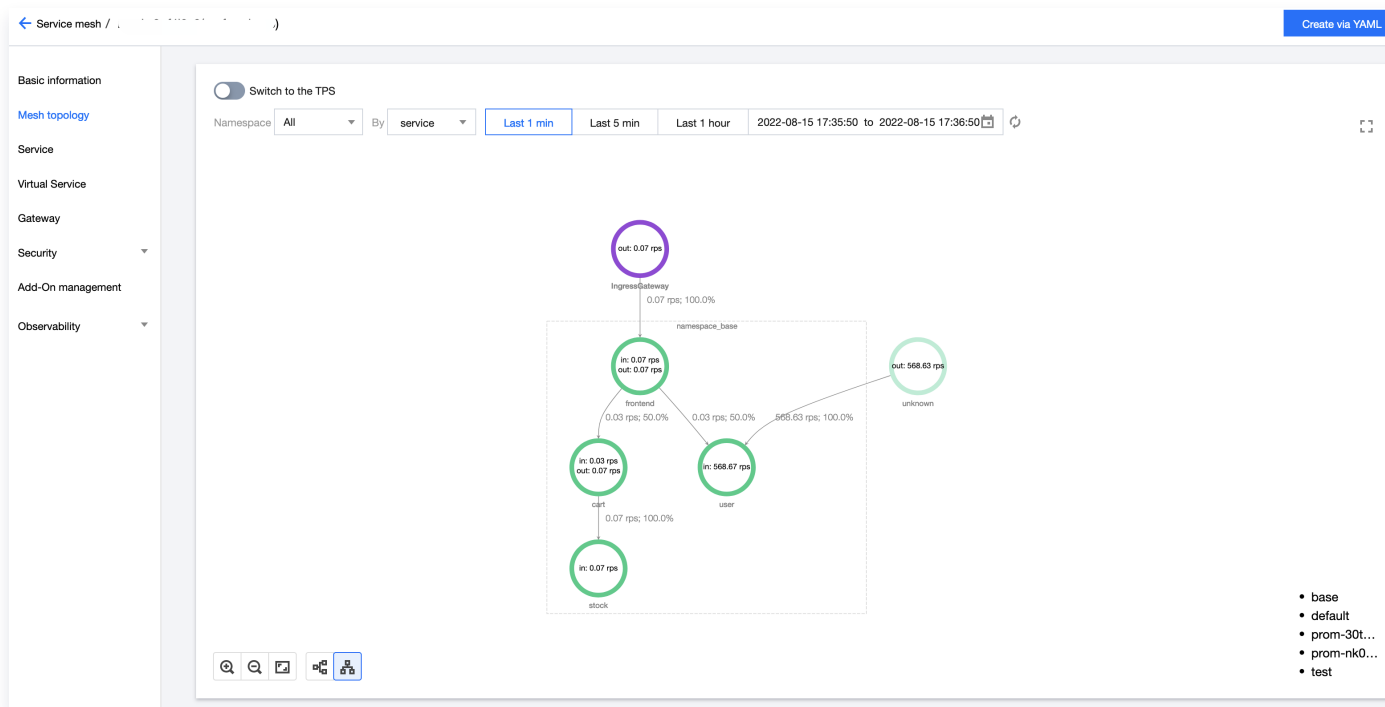 Service mesh /
)
Create via YAML
Basic information
Mesh topology
Service
Virtual Service
Gateway
Security
Add-On management
Observability
Switch to the TPS
Namespace All By service Last 1 min Last 5 min Last 1 hour 2022-08-15 17:35:50 to 2022-08-15 17:36:50
out: 0.07 rps
IngressGateway
0.07 rps; 100.0%
namespace_base
in: 0.07 rps
out: 0.07 rps
frontend
out: 568.63 rps
unknown
0.03 rps; 50.0%
0.03 rps; 50.0%
568.63 rps; 100.0%
in: 0.03 rps
out: 0.07 rps
cart
in: 568.67 rps
user
0.07 rps; 100.0%
in: 0.07 rps
stock
base
default
prom-30t...
prom-nk0...
test